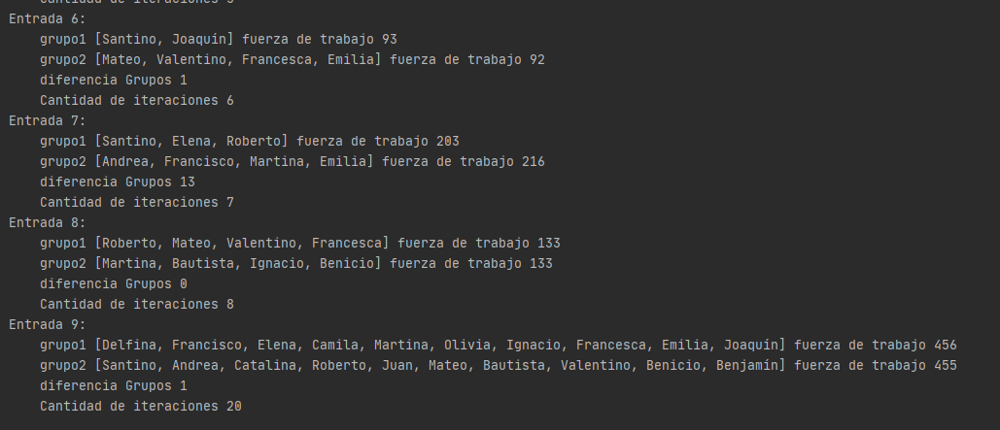 Cantidad de iteraciones 5
Entrada 6:
grupo1 [Santino, Joaquín] fuerza de trabajo 93
grupo2 [Mateo, Valentino, Francesca, Emilia] fuerza de trabajo 92
diferencia Grupos 1
Cantidad de iteraciones 6
Entrada 7:
grupo1 [Santino, Elena, Roberto] fuerza de trabajo 203
grupo2 [Andrea, Francisco, Martina, Emilia] fuerza de trabajo 216
diferencia Grupos 13
Cantidad de iteraciones 7
Entrada 8:
grupo1 [Roberto, Mateo, Valentino, Francesca] fuerza de trabajo 133
grupo2 [Martina, Bautista, Ignacio, Benicio] fuerza de trabajo 133
diferencia Grupos 0
Cantidad de iteraciones 8
Entrada 9:
grupo1 [Delfina, Francisco, Elena, Camila, Martina, Olivia, Ignacio, Francesca, Emilia, Joaquín] fuerza de trabajo 456
grupo2 [Santino, Andrea, Catalina, Roberto, Juan, Mateo, Bautista, Valentino, Benicio, Benjamín] fuerza de trabajo 455
diferencia Grupos 1
Cantidad de iteraciones 20